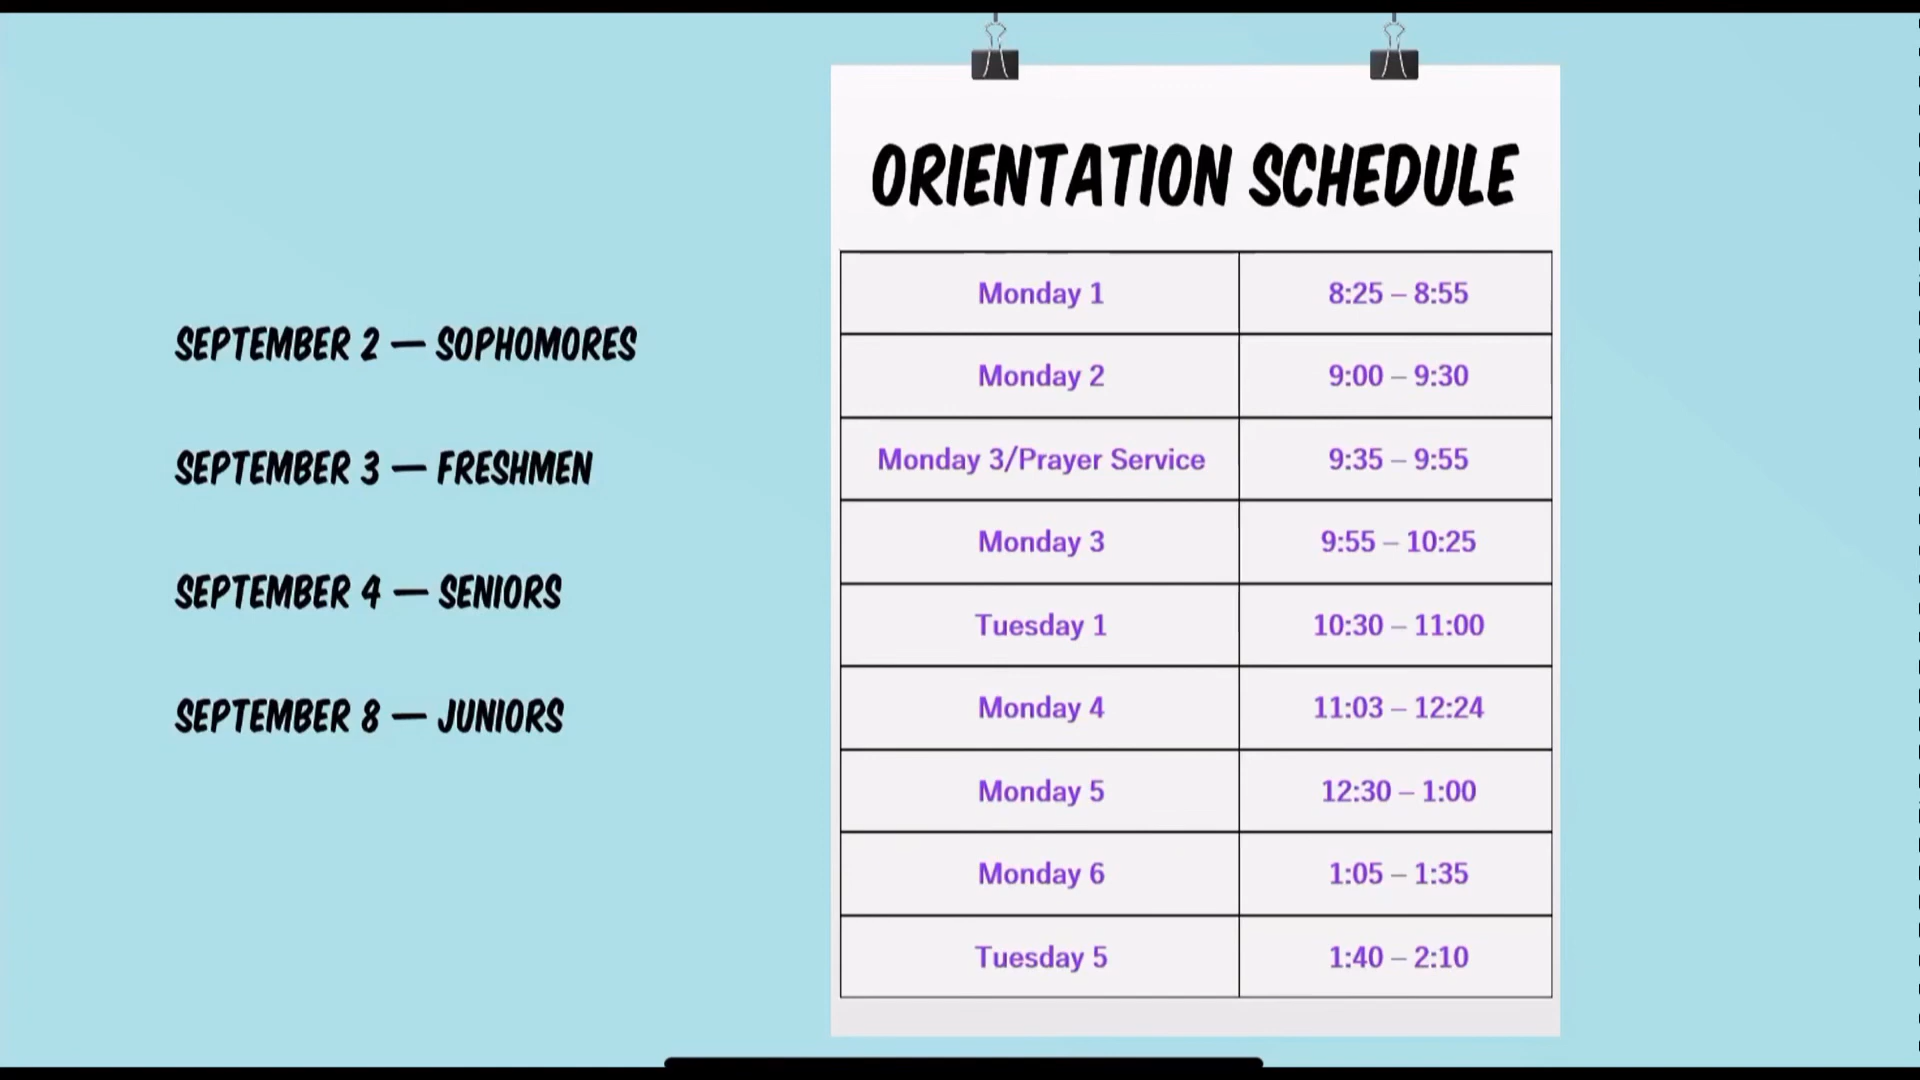 SEPTEMBER 2 — SOPHOMORES
SEPTEMBER 3 — FRESHMEN
SEPTEMBER 4 — SENIORS
SEPTEMBER 8 — JUNIORS
ORIENTATION SCHEDULE
Monday 1 8:25 – 8:55
Monday 2 9:00 – 9:30
Monday 3/Prayer Service 9:35 – 9:55
Monday 3 9:55 – 10:25
Tuesday 1 10:30 – 11:00
Monday 4 11:03 – 12:24
Monday 5 12:30 – 1:00
Monday 6 1:05 – 1:35
Tuesday 5 1:40 – 2:10